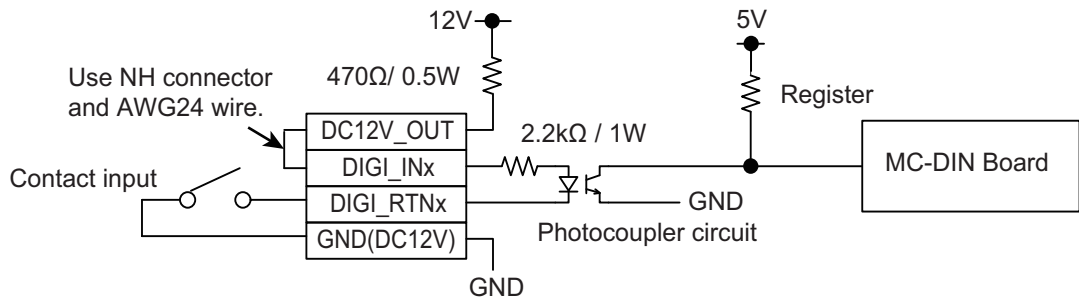 12V
5V
Use NH connector
and AWG24 wire.
470Ω/ 0.5W
Register
DC12V_OUT
2.2kΩ / 1W
DIGI_INx
MC-DIN Board
Contact input
DIGI_RTNx
GND
GND(DC12V)
Photocoupler circuit
GND